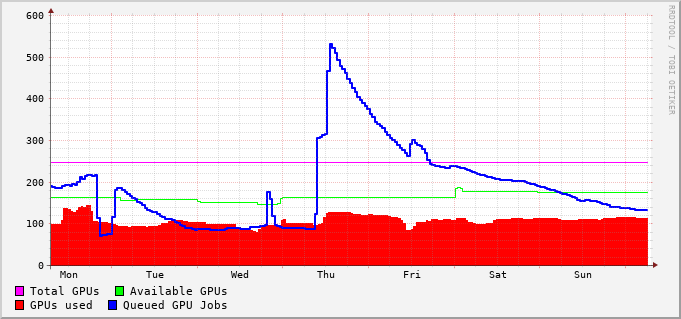 600
500
400
300
200
100
0
Mon Tue Wed Thu Fri Sat Sun
Total GPUs Available GPUs
GPUs used Queued GPU Jobs
RRDTOOL / TOBI OETIKER